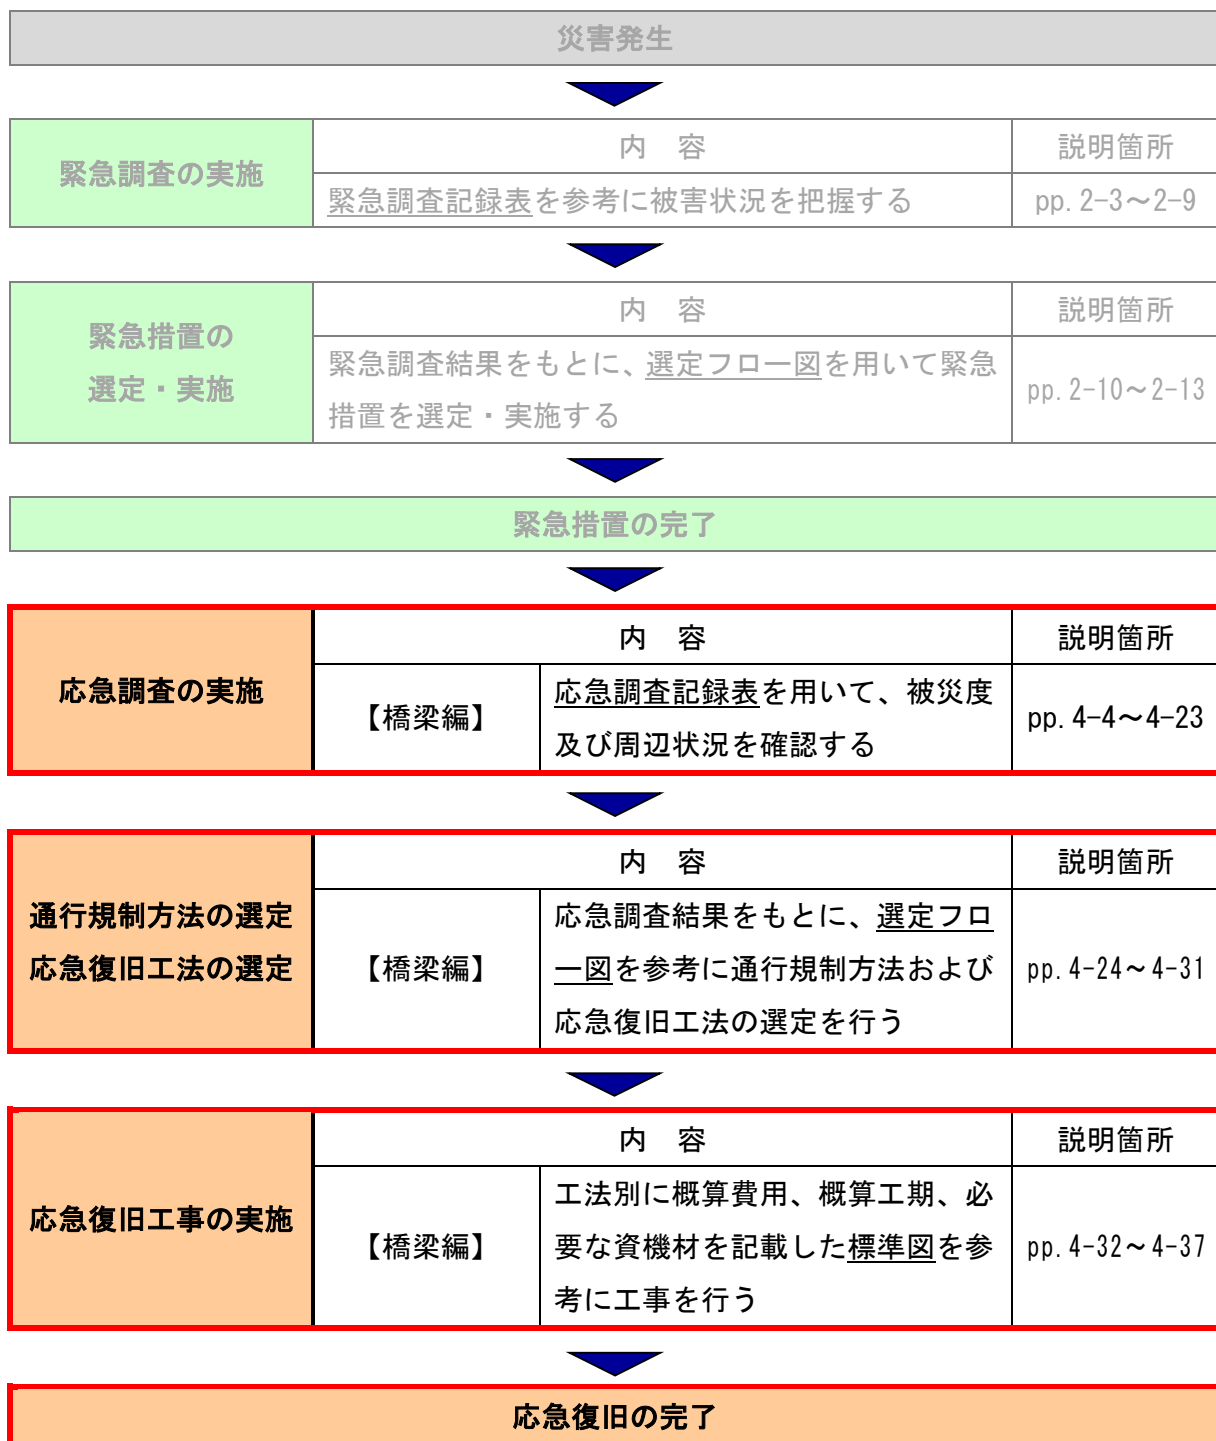 災害発生
緊急調査の実施
内　容
説明箇所
緊急調査記録表を参考に被害状況を把握する
pp.2-3～2-9
緊急措置の
選定・実施
内　容
説明箇所
緊急調査結果をもとに、選定フロー図を用いて緊急
措置を選定・実施する
pp.2-10～2-13
緊急措置の完了
応急調査の実施
内　容
説明箇所
【橋梁編】
応急調査記録表を用いて、被災度
及び周辺状況を確認する
pp.4-4～4-23
通行規制方法の選定
応急復旧工法の選定
内　容
説明箇所
【橋梁編】
応急調査結果をもとに、選定フロ
ー図を参考に通行規制方法および
応急復旧工法の選定を行う
pp.4-24～4-31
応急復旧工事の実施
内　容
説明箇所
【橋梁編】
工法別に概算費用、概算工期、必
要な資機材を記載した標準図を参
考に工事を行う
pp.4-32～4-37
応急復旧の完了